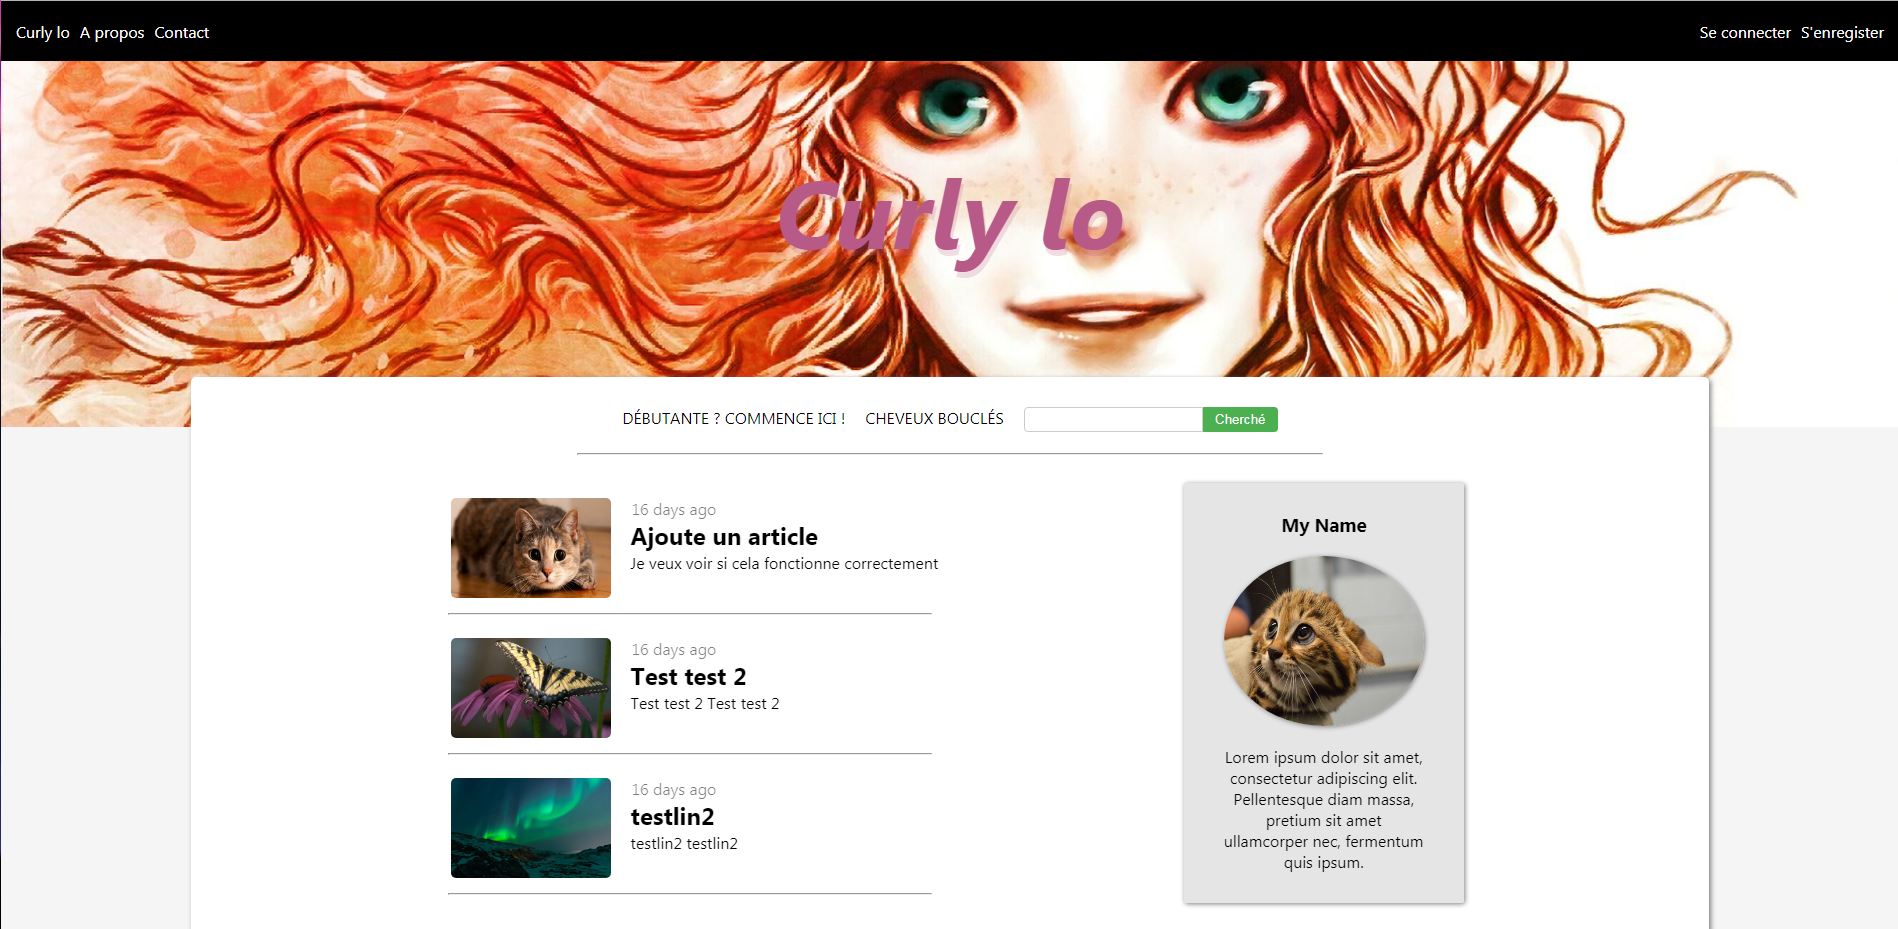 Curly lo A propos Contact Se connecter S'enregister
Curly lo
DÉBUTANTE ? COMMENCE ICI ! CHEVEUX BOUCLÉS Cherché
16 days ago
Ajoute un article
Je veux voir si cela fonctionne correctement
16 days ago
Test test 2
Test test 2 Test test 2
16 days ago
testlin2
testlin2 testlin2
My Name
Lorem ipsum dolor sit amet,
consectetur adipiscing elit.
Pellentesque diam massa,
pretium sit amet
ullamcorper nec, fermentum
quis ipsum.